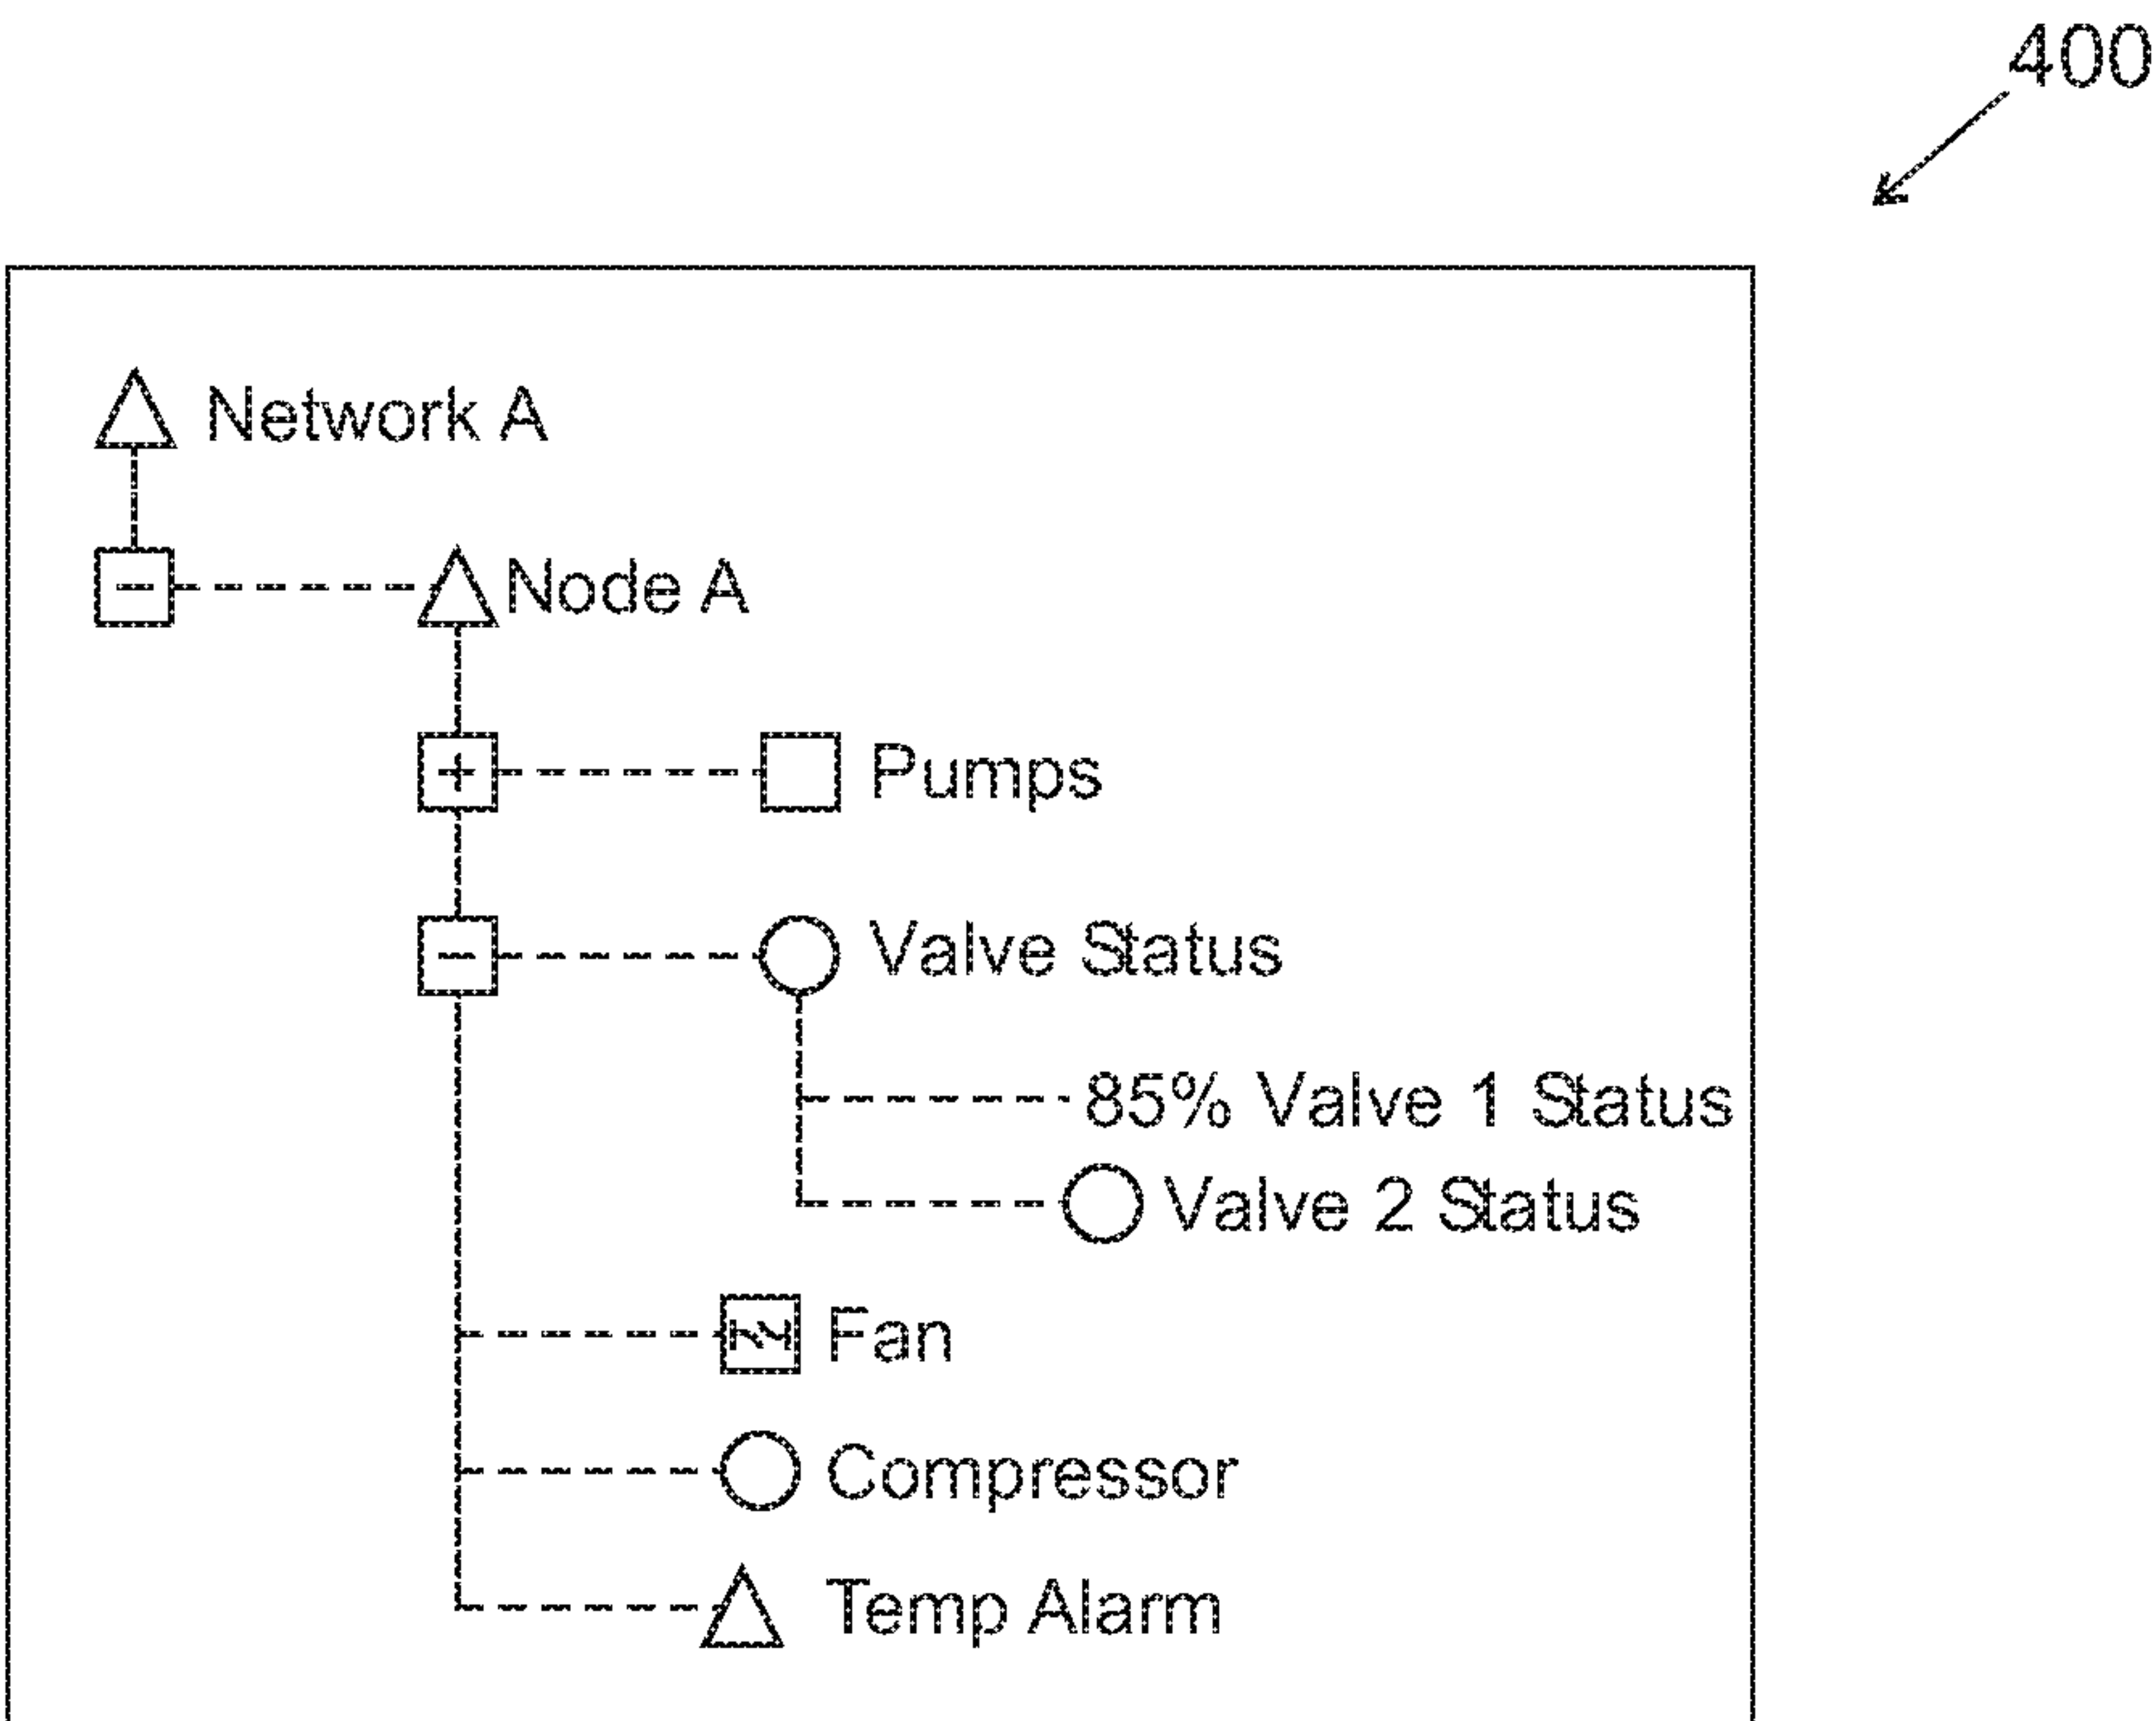 400
Network A
Node A
Pumps
Valve Status
85% Valve 1 Status
Valve 2 Status
Fan
Compressor
Temp Alarm